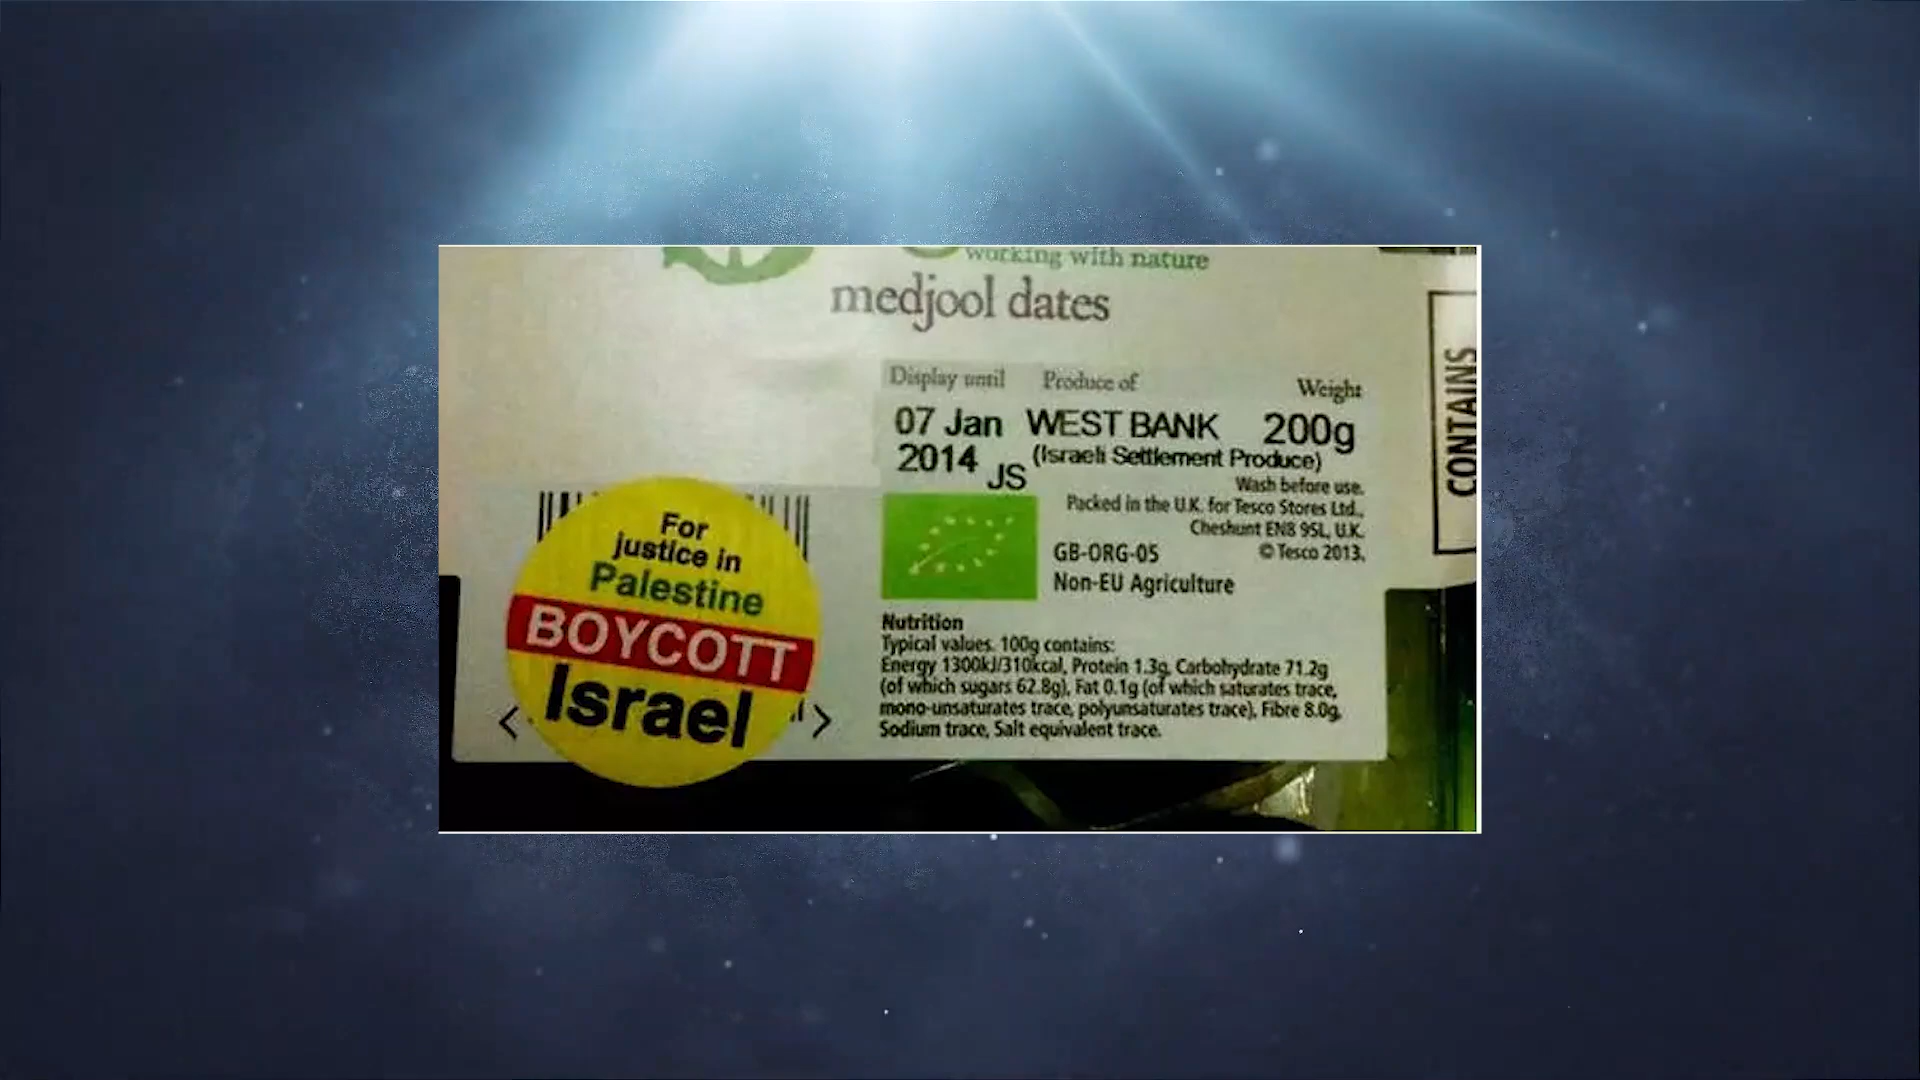 working with nature
medjool dates
Display until Produce of Weight
07 Jan WEST BANK 200g
2014 JS (Israeli Settlement Produce)
Wash before use.
Packed in the U.K. for Tesco Stores Ltd.,
Cheshunt EN8 9SL, U.K.
GB-ORG-05 © Tesco 2013.
Non-EU Agriculture
Nutrition
Typical values. 100g contains:
Energy 1300kJ/310kcal, Protein 1.3g, Carbohydrate 71.2g
(of which sugars 62.8g), Fat 0.1g (of which saturates trace,
mono-unsaturates trace, polyunsaturates trace), Fibre 8.0g,
Sodium trace, Salt equivalent trace.
CONTAINS
For
justice in
Palestine
BOYCOTT
Israel
< >